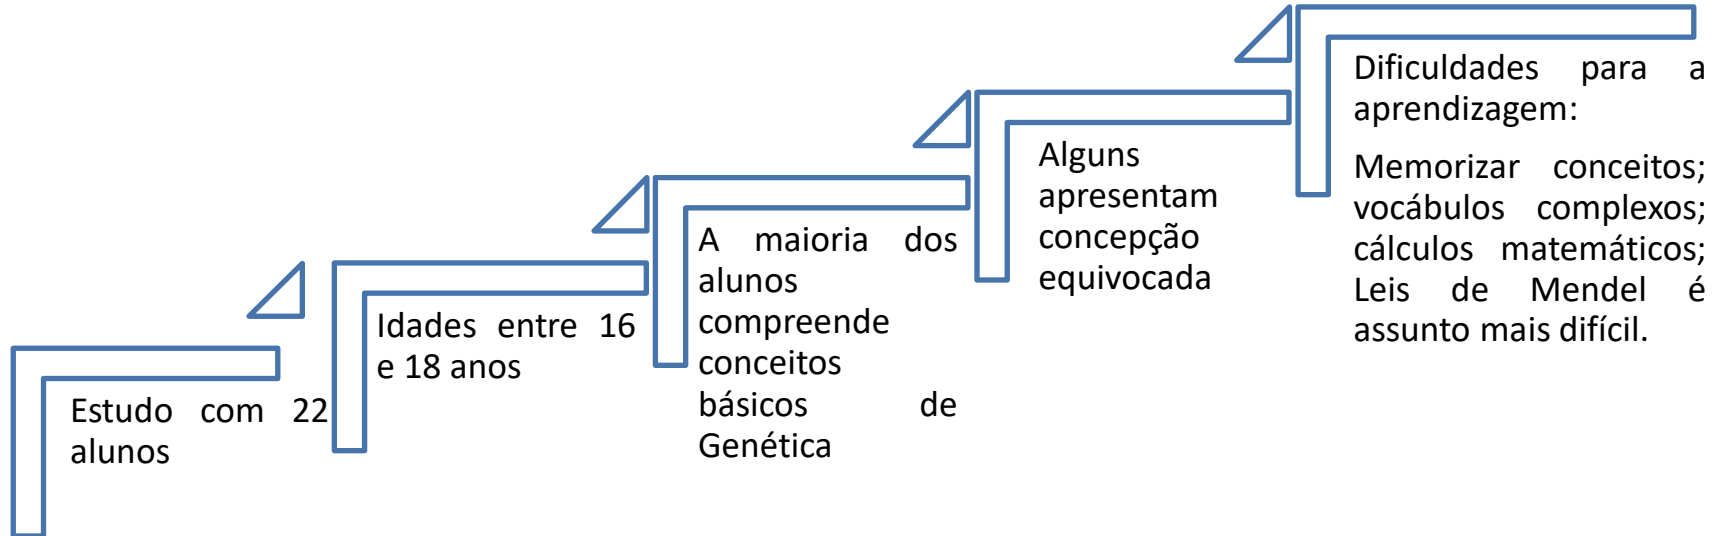 Estudo com 22
alunos
Idades entre 16
e 18 anos
A maioria dos
alunos
compreende
conceitos
básicos de
Genética
Alguns
apresentam
concepção
equivocada
Dificuldades para a
aprendizagem:
Memorizar conceitos;
vocábulos complexos;
cálculos matemáticos;
Leis de Mendel é
assunto mais difícil.